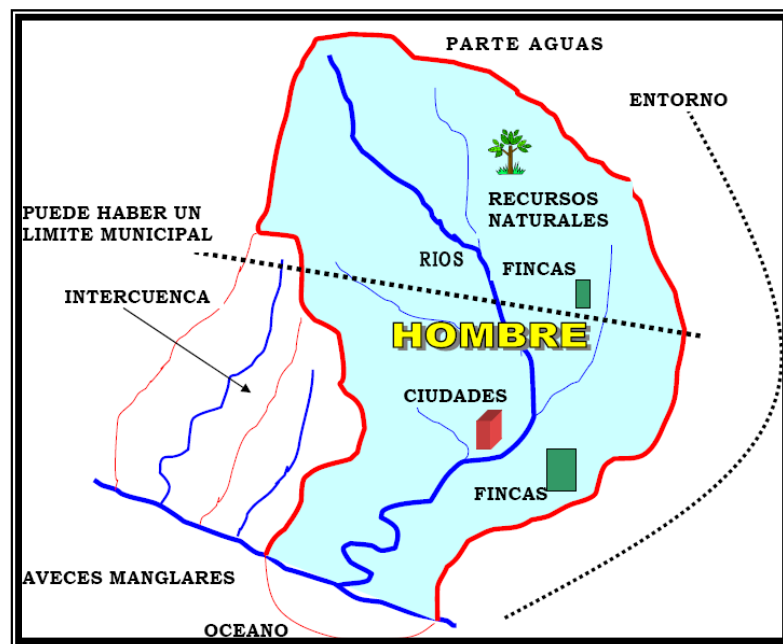 PARTE AGUAS
ENTORNO
RECURSOS
NATURALES
PUEDE HABER UN
LIMITE MUNICIPAL
RIOS
FINCAS
INTERCUENCA
HOMBRE
CIUDADES
FINCAS
AVECES MANGLARES
OCEANO